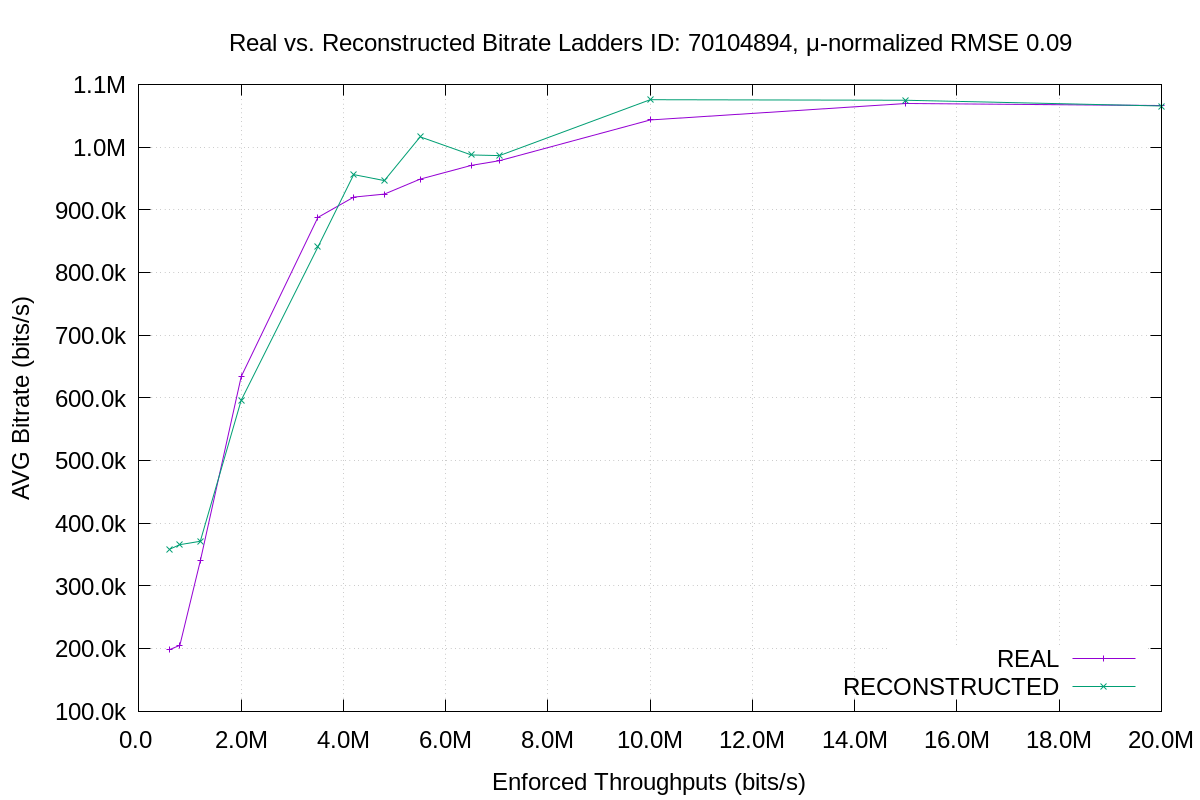 Real vs. Reconstructed Bitrate Ladders ID: 70104894, μ-normalized RMSE 0.09
1.1M
1.0M
900.0k
800.0k
700.0k
600.0k
500.0k
400.0k
300.0k
200.0k
100.0k
AVG Bitrate (bits/s)
REAL
RECONSTRUCTED
0.0 2.0M 4.0M 6.0M 8.0M 10.0M 12.0M 14.0M 16.0M 18.0M 20.0M
Enforced Throughputs (bits/s)